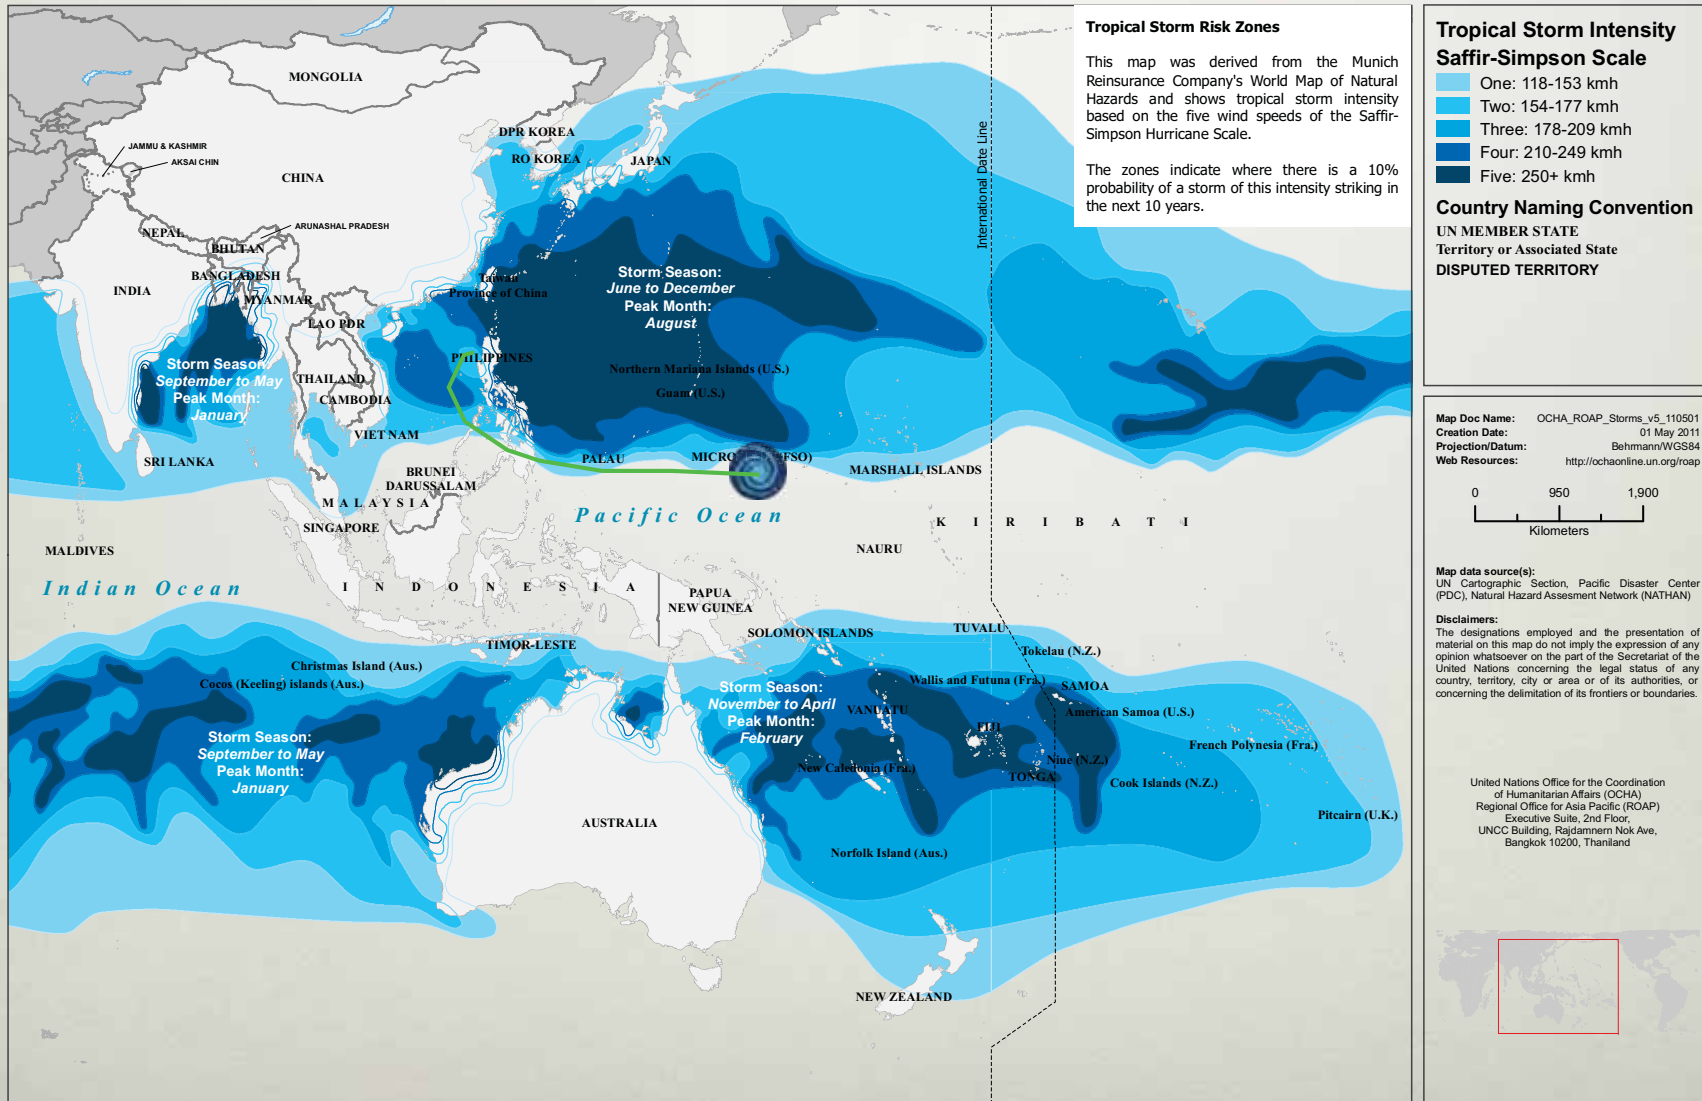 Tropical Storm Risk Zones
This map was derived from the Munich
Reinsurance Company's World Map of Natural
Hazards and shows tropical storm intensity
based on the five wind speeds of the Saffir-
Simpson Hurricane Scale.
The zones indicate where there is a 10%
probability of a storm of this intensity striking in
the next 10 years.
International Date Line
MONGOLIA
DPR KOREA
RO KOREA
JAPAN
JAMMU & KASHMIR
AKSAI CHIN
CHINA
ARUNASHAL PRADESH
NEPAL
BHUTAN
BANGLADESH
INDIA
MYANMAR
LAO PDR
Taiwan
Province of China
Storm Season:
June to December
Peak Month:
August
PHILIPPINES
Northern Mariana Islands (U.S.)
Guam (U.S.)
Storm Season:
September to May
Peak Month:
January
THAILAND
CAMBODIA
VIET NAM
SRI LANKA
BRUNEI
DARUSSALAM
PALAU
MICRO
(FSO)
MARSHALL ISLANDS
MALAYSIA
SINGAPORE
Pacific Ocean
KIRIBATI
NAURU
MALDIVES
Indian Ocean
INDONESIA
PAPUA
NEW GUINEA
SOLOMON ISLANDS
TUVALU
TIMOR-LESTE
Tokelau (N.Z.)
Christmas Island (Aus.)
Cocos (Keeling) islands (Aus.)
Wallis and Futuna (Fra.)
SAMOA
American Samoa (U.S.)
Storm Season:
November to April
Peak Month:
February
VANUATU
FIJI
French Polynesia (Fra.)
Storm Season:
September to May
Peak Month:
January
New Caledonia (Fra.)
Niue (N.Z.)
TONGA
Cook Islands (N.Z.)
Pitcairn (U.K.)
AUSTRALIA
Norfolk Island (Aus.)
NEW ZEALAND
Tropical Storm Intensity
Saffir-Simpson Scale
One: 118-153 kmh
Two: 154-177 kmh
Three: 178-209 kmh
Four: 210-249 kmh
Five: 250+ kmh
Country Naming Convention
UN MEMBER STATE
Territory or Associated State
DISPUTED TERRITORY
Map Doc Name: OCHA_ROAP_Storms_v5_110501
Creation Date: 01 May 2011
Projection/Datum: Behrmann/WGS84
Web Resources: http://ochaonline.un.org/roap
0 950 1,900
Kilometers
Map data source(s):
UN Cartographic Section, Pacific Disaster Center
(PDC), Natural Hazard Assesment Network (NATHAN)
Disclaimers:
The designations employed and the presentation of
material on this map do not imply the expression of any
opinion whatsoever on the part of the Secretariat of the
United Nations concerning the legal status of any
country, territory, city or area or of its authorities, or
concerning the delimitation of its frontiers or boundaries.
United Nations Office for the Coordination
of Humanitarian Affairs (OCHA)
Regional Office for Asia Pacific (ROAP)
Executive Suite, 2nd Floor,
UNCC Building, Rajdamnern Nok Ave,
Bangkok 10200, Thaniland